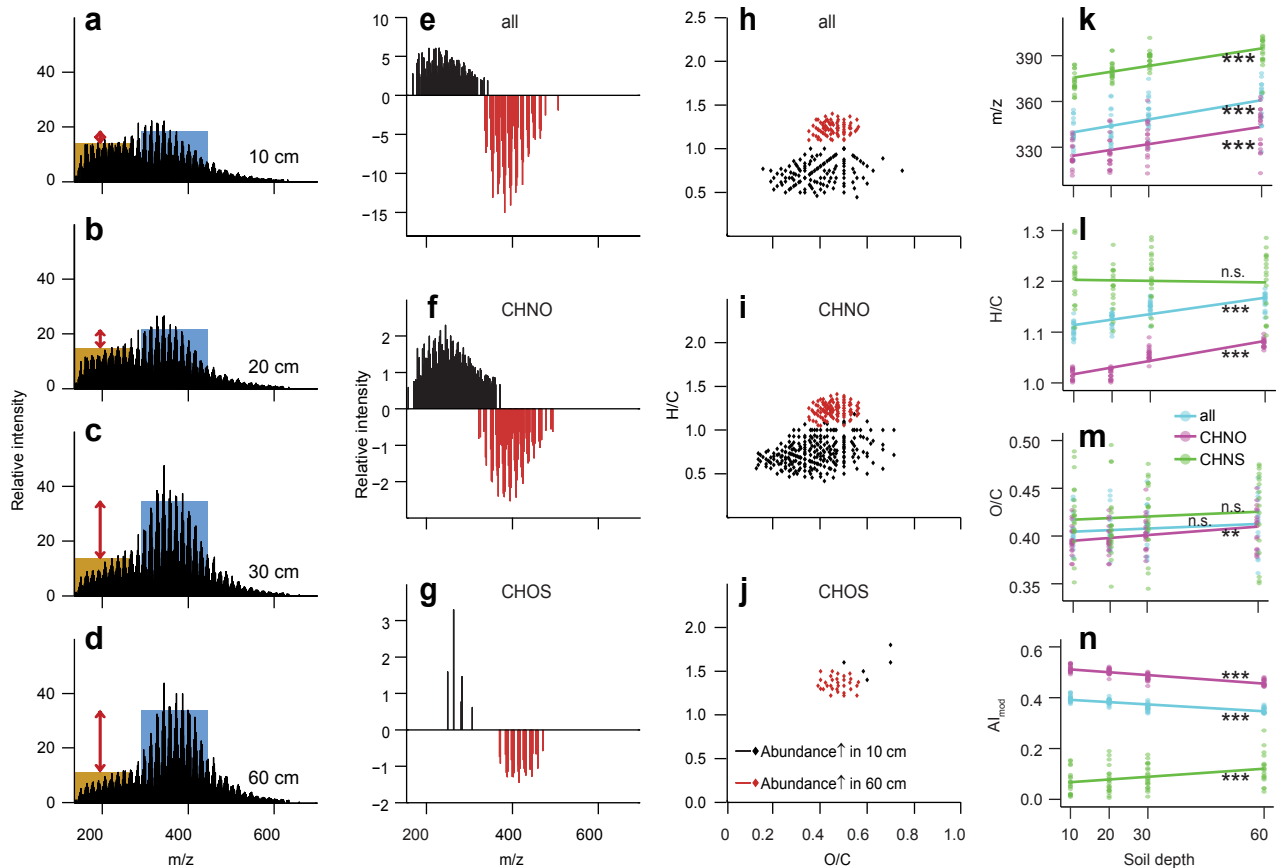 a
40
20
0
10 cm
b
40
20
0
20 cm
c
40
30
20
10
0
30 cm
d
40
20
0
60 cm
200 400 600
m/z
Relative intensity
e
all
10
5
0
−5
−10
−15
f
CHNO
2
1
0
−1
−2
g
CHOS
3
2
1
0
−1
−2
200 400 600
m/z
Relative intensity
h
all
2.5
2.0
1.5
1.0
0.5
i
CHNO
2.0
1.5
1.0
0.5
0.0
j
CHOS
2.0
1.5
1.0
0.5
0.0
Abundance↑ in 10 cm
Abundance↑ in 60 cm
0 0.2 0.4 0.6 0.8 1.0
O/C
H/C
k
390
360
330
m/z
***
***
***
l
1.3
1.2
1.1
1.0
H/C
n.s.
***
***
m
0.50
0.45
0.40
0.35
O/C
all
CHNO
CHNS
n.s.
n.s.
**
n
0.6
0.4
0.2
0.0
AImod
***
***
***
10 20 30 60
Soil depth